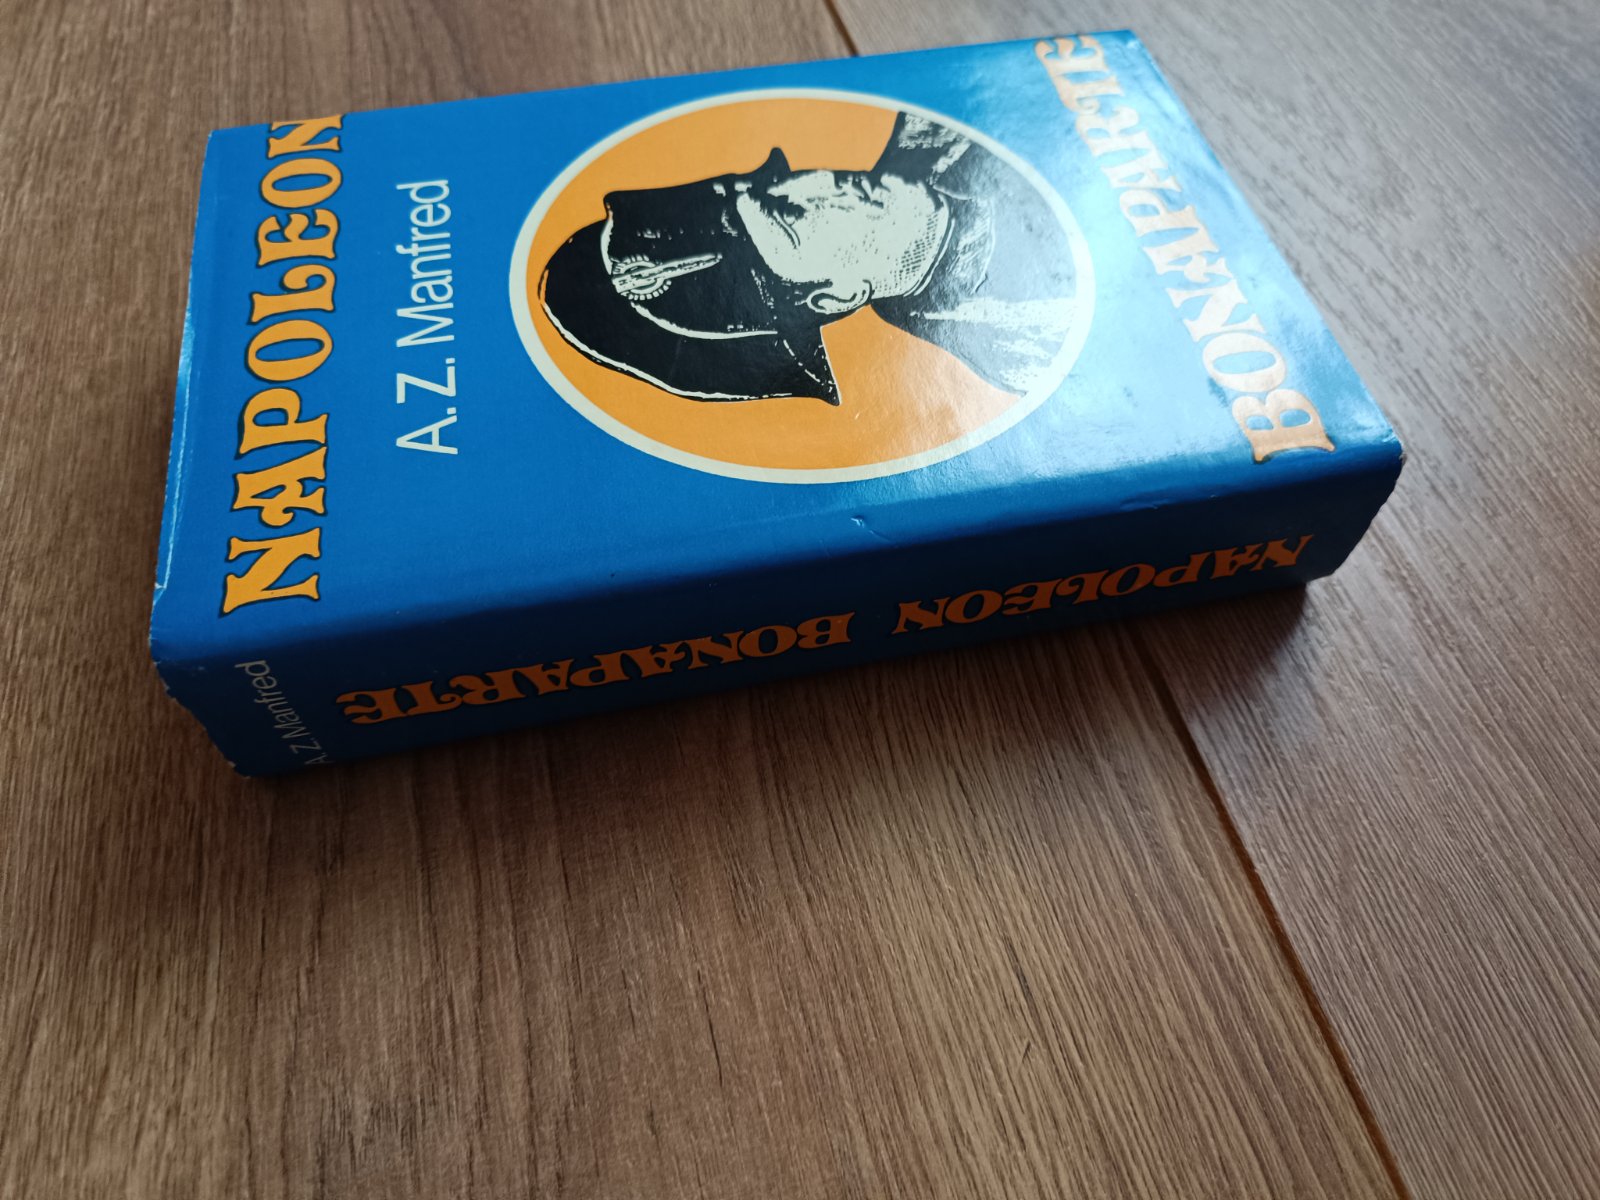 NAPOLEON
A. Z. Manfred
BONAPARTE
A. Z. Manfred
NAPOLEON BONAPARTE